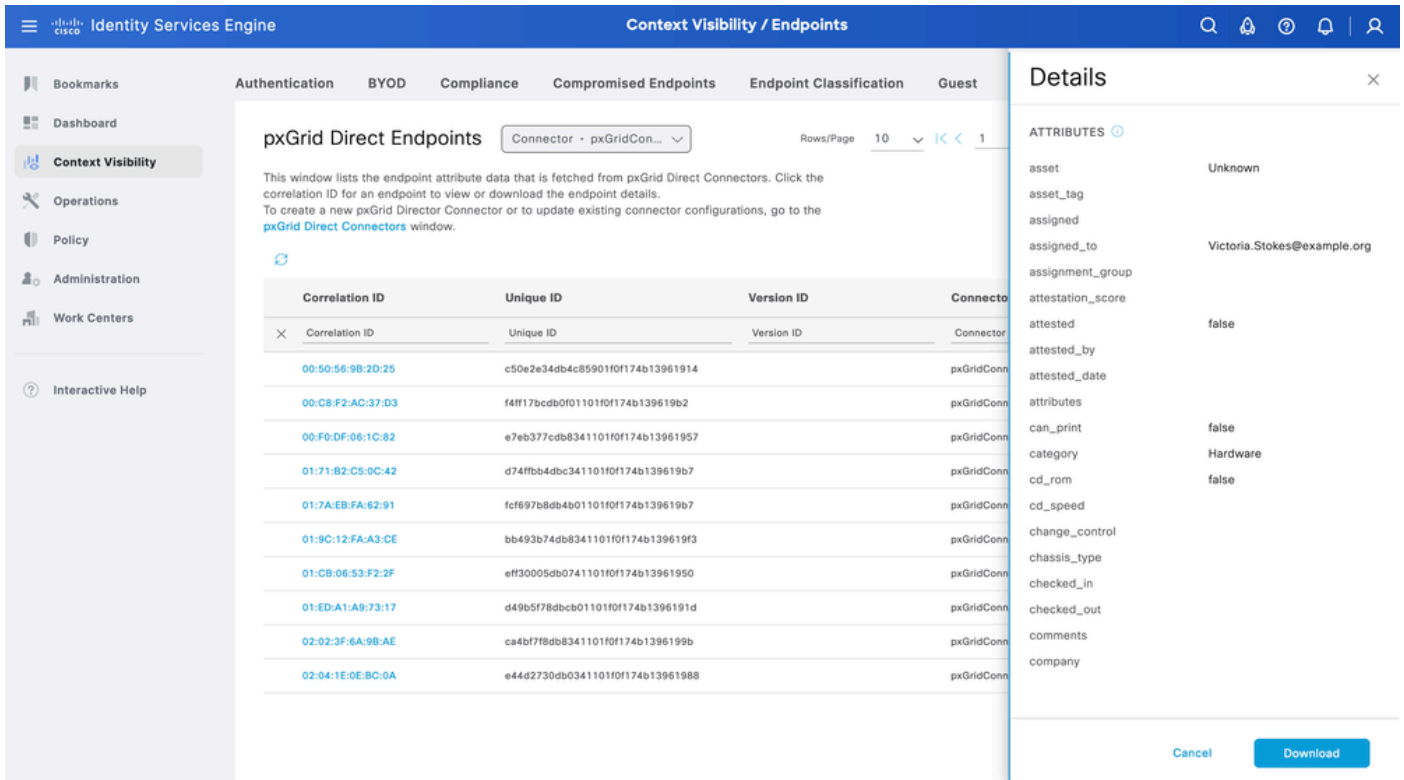 cisco Identity Services Engine
Context Visibility / Endpoints
Bookmarks
Dashboard
Context Visibility
Operations
Policy
Administration
Work Centers
Interactive Help
Authentication BYOD Compliance Compromised Endpoints Endpoint Classification Guest
pxGrid Direct Endpoints
Connector · pxGridCon...
Rows/Page 10 1
This window lists the endpoint attribute data that is fetched from pxGrid Direct Connectors. Click the
correlation ID for an endpoint to view or download the endpoint details.
To create a new pxGrid Director Connector or to update existing connector configurations, go to the
pxGrid Direct Connectors window.
Correlation ID Unique ID Version ID Connecto
Correlation ID Unique ID Version ID Connector
00:50:56:9B:2D:25 c50e2e34db4c85901f0f174b13961914 pxGridConn
00:C8:F2:AC:37:D3 f4ff17bcdb0f01101f0f174b139619b2 pxGridConn
00:F0:DF:06:1C:82 e7eb377cdb8341101f0f174b13961957 pxGridConn
01:71:B2:C5:0C:42 d74ffbb4dbc341101f0f174b139619b7 pxGridConn
01:7A:EB:FA:62:91 fcf697b8db4b01101f0f174b139619b7 pxGridConn
01:9C:12:FA:A3:CE bb493b74db8341101f0f174b139619f3 pxGridConn
01:CB:06:53:F2:2F eff30005db0741101f0f174b13961950 pxGridConn
01:ED:A1:A9:73:17 d49b5f78dbcb01101f0f174b1396191d pxGridConn
02:02:3F:6A:9B:AE ca4bf7f8db8341101f0f174b1396199b pxGridConn
02:04:1E:0E:BC:0A e44d2730db0341101f0f174b13961988 pxGridConn
Details
ATTRIBUTES
asset Unknown
asset_tag
assigned
assigned_to Victoria.Stokes@example.org
assignment_group
attestation_score
attested false
attested_by
attested_date
attributes
can_print false
category Hardware
cd_rom false
cd_speed
change_control
chassis_type
checked_in
checked_out
comments
company
Cancel Download